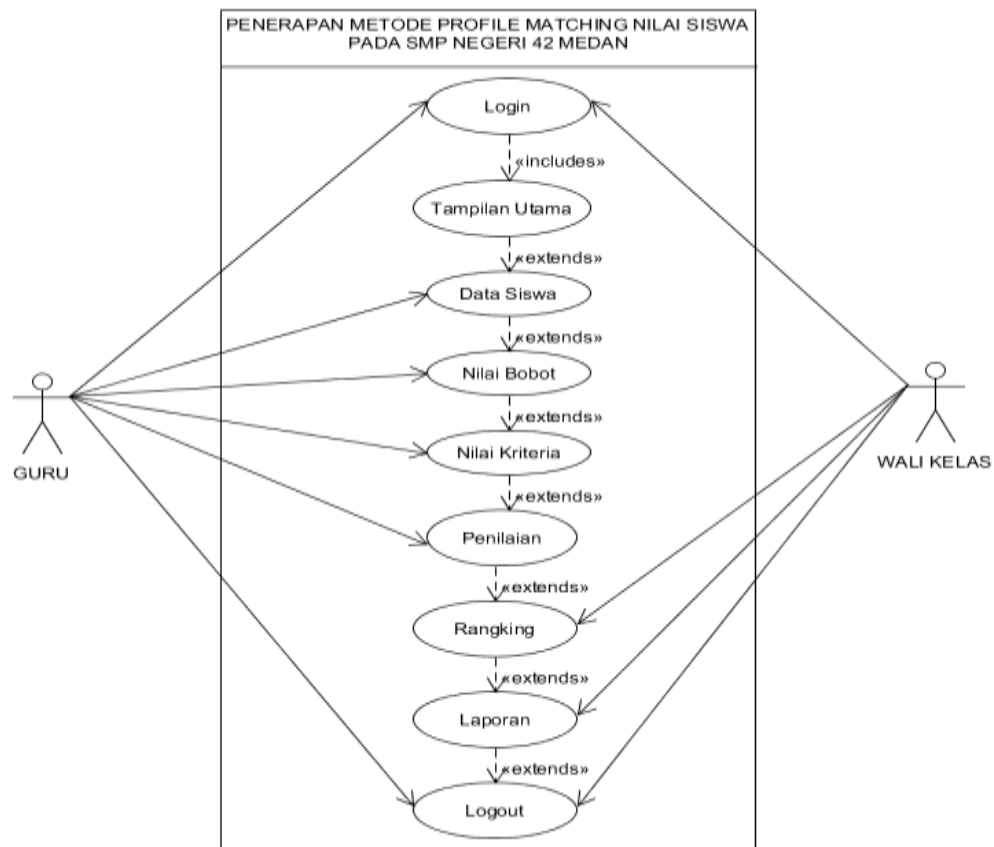 PENERAPAN METODE PROFILE MATCHING NILAI SISWA
PADA SMP NEGERI 42 MEDAN
Login
«includes»
Tampilan Utama
«extends»
Data Siswa
«extends»
Nilai Bobot
«extends»
Nilai Kriteria
«extends»
Penilaian
«extends»
Rangking
«extends»
Laporan
«extends»
Logout
GURU
WALI KELAS